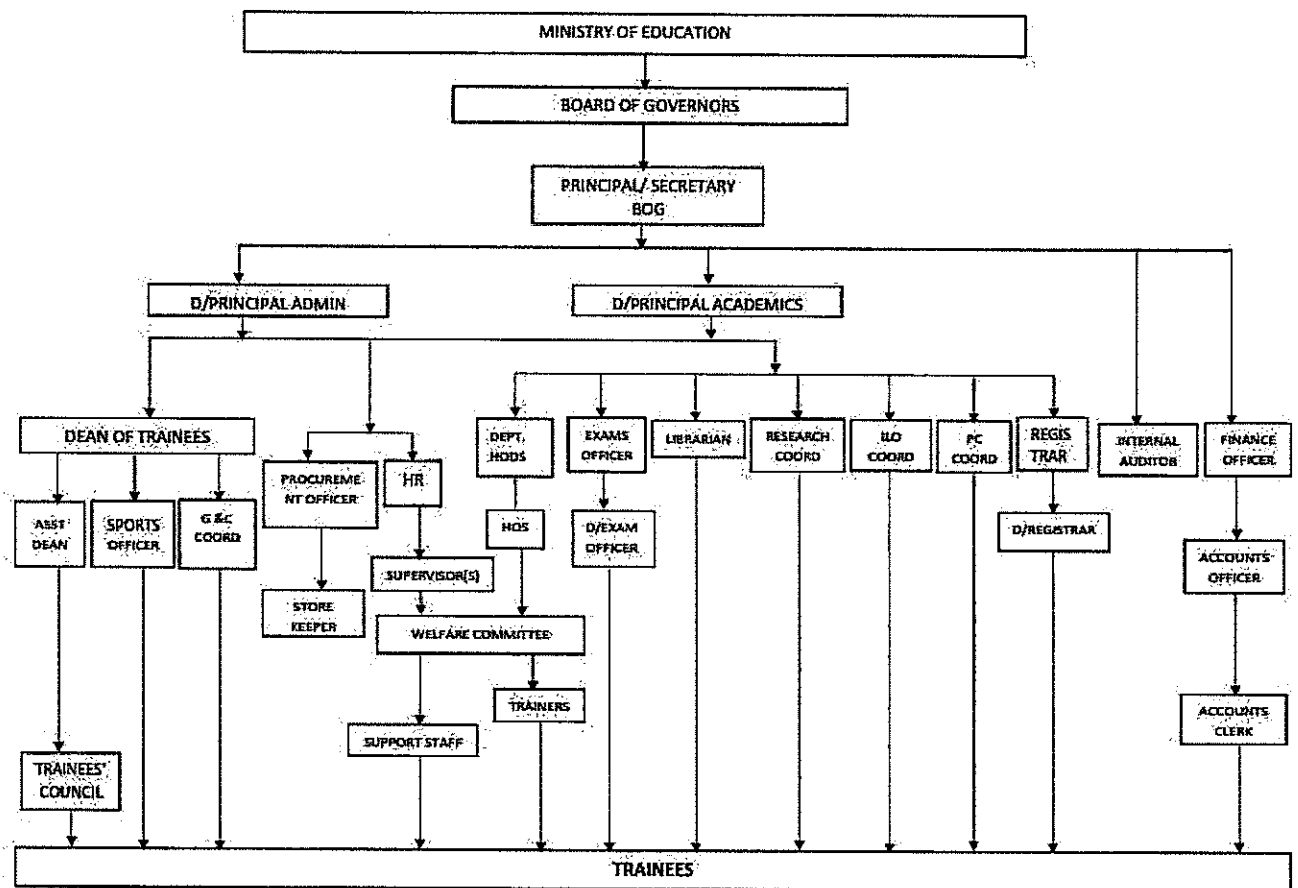 MINISTRY OF EDUCATION
BOARD OF GOVERNORS
PRINCIPAL/ SECRETARY
BOG
D/PRINCIPAL ADMIN
D/PRINCIPAL ACADEMICS
DEAN OF TRAINEES
PROCUREME
NT OFFICER
HR
DEPT,
HODS
EXAMS
OFFICER
LIBRARIAN
RESEARCH
COORD
ILO
COORD
PC
COORD
REGIS
TRAR
INTERNAL
AUDITOR
FINANCE
OFFICER
ASST
DEAN
SPORTS
OFFICER
G &C
COORD
HOS
D/EXAM
OFFICER
D/REGISTRAR
SUPERVISOR(S)
ACCOUNTS
OFFICER
STORE
KEEPER
WELFARE COMMITTEE
TRAINERS
SUPPORT STAFF
ACCOUNTS
CLERK
TRAINEES'
COUNCIL
TRAINEES